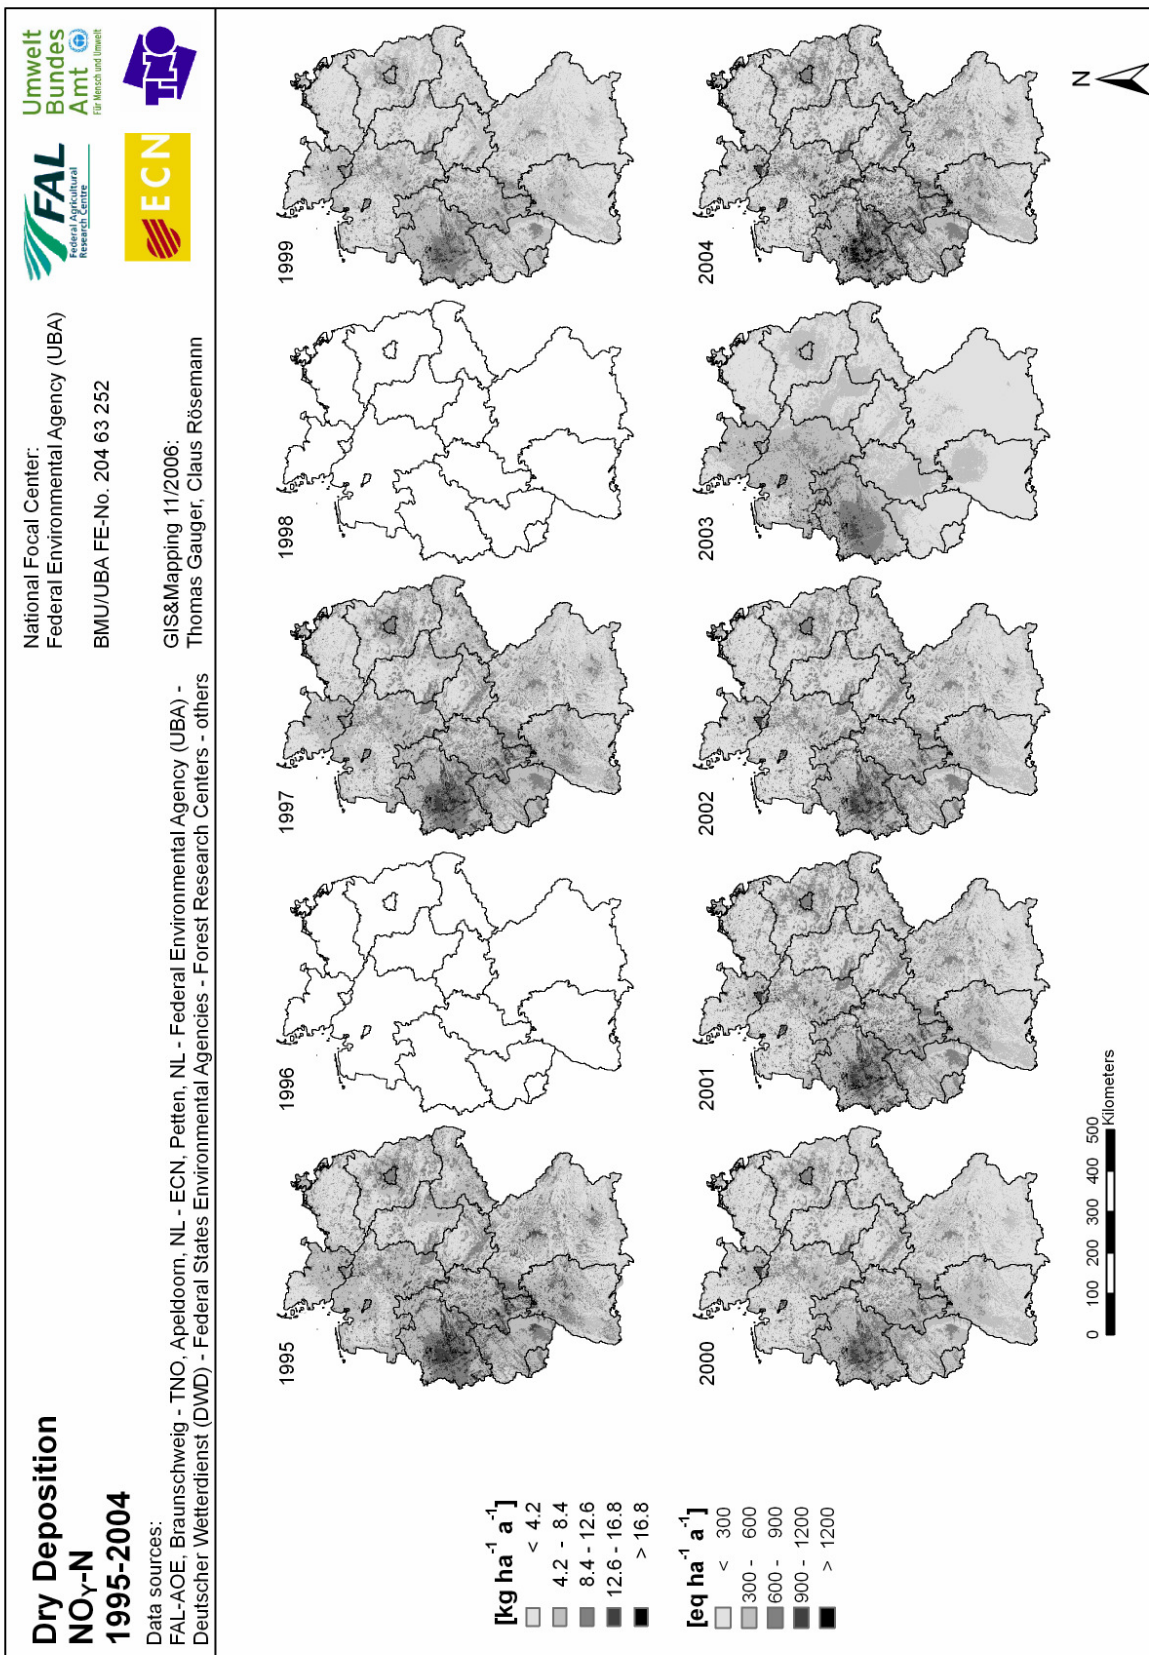 Dry Deposition
NOY-N
1995-2004
Data sources:
FAL-AOE, Braunschweig - TNO, Apeldoorn, NL - ECN, Petten, NL - Federal Environmental Agency (UBA) -
Deutscher Wetterdienst (DWD) - Federal States Environmental Agencies - Forest Research Centers - others
National Focal Center:
Federal Environmental Agency (UBA)
BMU/UBA FE-No. 204 63 252
GIS&Mapping 11/2006:
Thomas Gauger, Claus Rösemann
FAL
Federal Agricultural
Research Centre
Umwelt
Bundes
Amt
Für Mensch und Umwelt
ECN
TNO
1995
1996
1997
1998
1999
[kg ha-1 a-1]
< 4.2
4.2 - 8.4
8.4 - 12.6
12.6 - 16.8
> 16.8
[eq ha-1 a-1]
< 300
300 - 600
600 - 900
900 - 1200
> 1200
2000
2001
2002
2003
2004
0 100 200 300 400 500
Kilometers
N